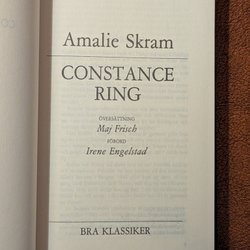 Amalie Skram
CONSTANCE
RING
ÖVERSÄTTNING
Maj Frisch
FÖRORD
Irene Engelstad
BRA KLASSIKER